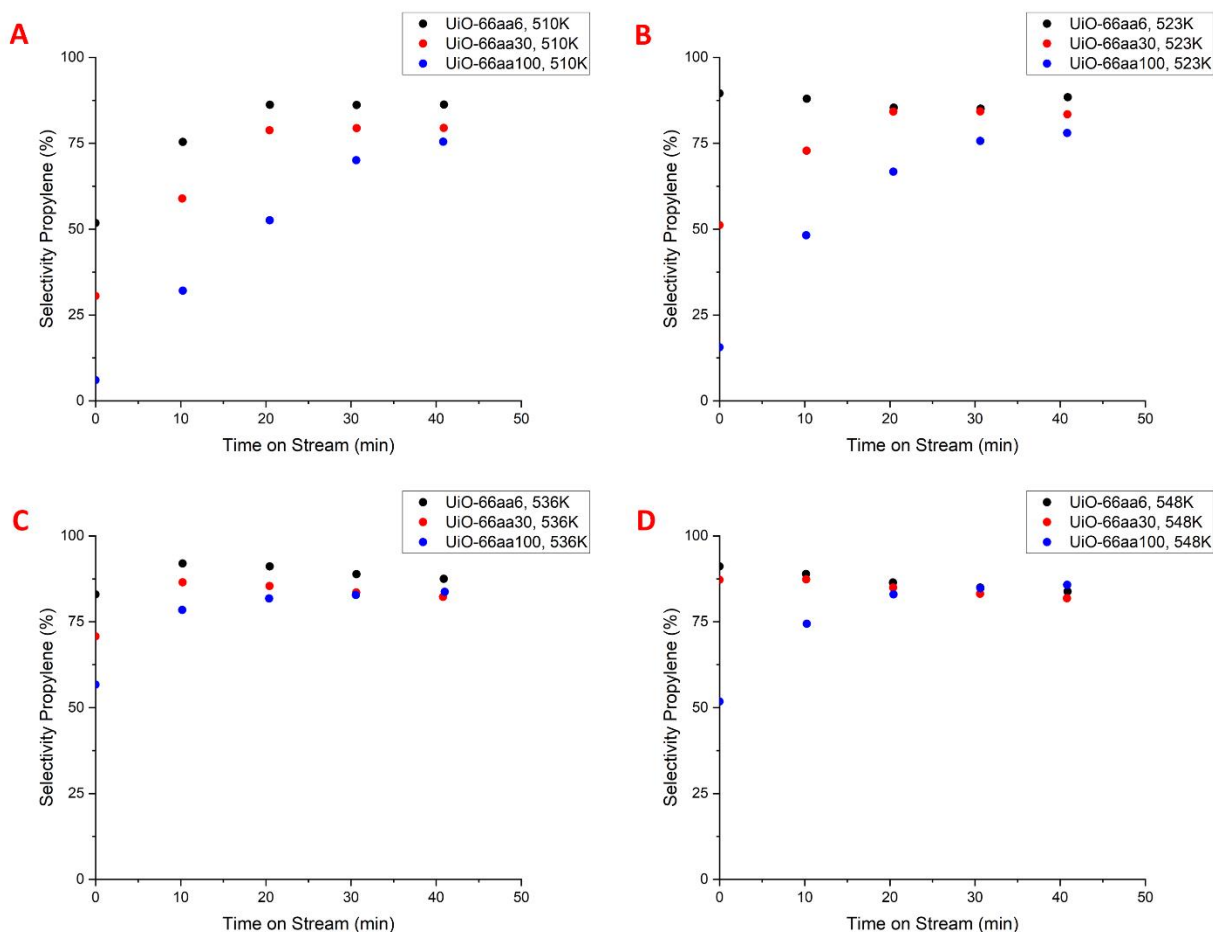 A
UiO-66aa6, 510K
UiO-66aa30, 510K
UiO-66aa100, 510K
100
75
50
25
0
Selectivity Propylene (%)
0 10 20 30 40 50
Time on Stream (min)
B
UiO-66aa6, 523K
UiO-66aa30, 523K
UiO-66aa100, 523K
100
75
50
25
0
Selectivity Propylene (%)
0 10 20 30 40 50
Time on Stream (min)
C
UiO-66aa6, 536K
UiO-66aa30, 536K
UiO-66aa100, 536K
100
75
50
25
0
Selectivity Propylene (%)
0 10 20 30 40 50
Time on Stream (min)
D
UiO-66aa6, 548K
UiO-66aa30, 548K
UiO-66aa100, 548K
100
75
50
25
0
Selectivity Propylene (%)
0 10 20 30 40 50
Time on Stream (min)